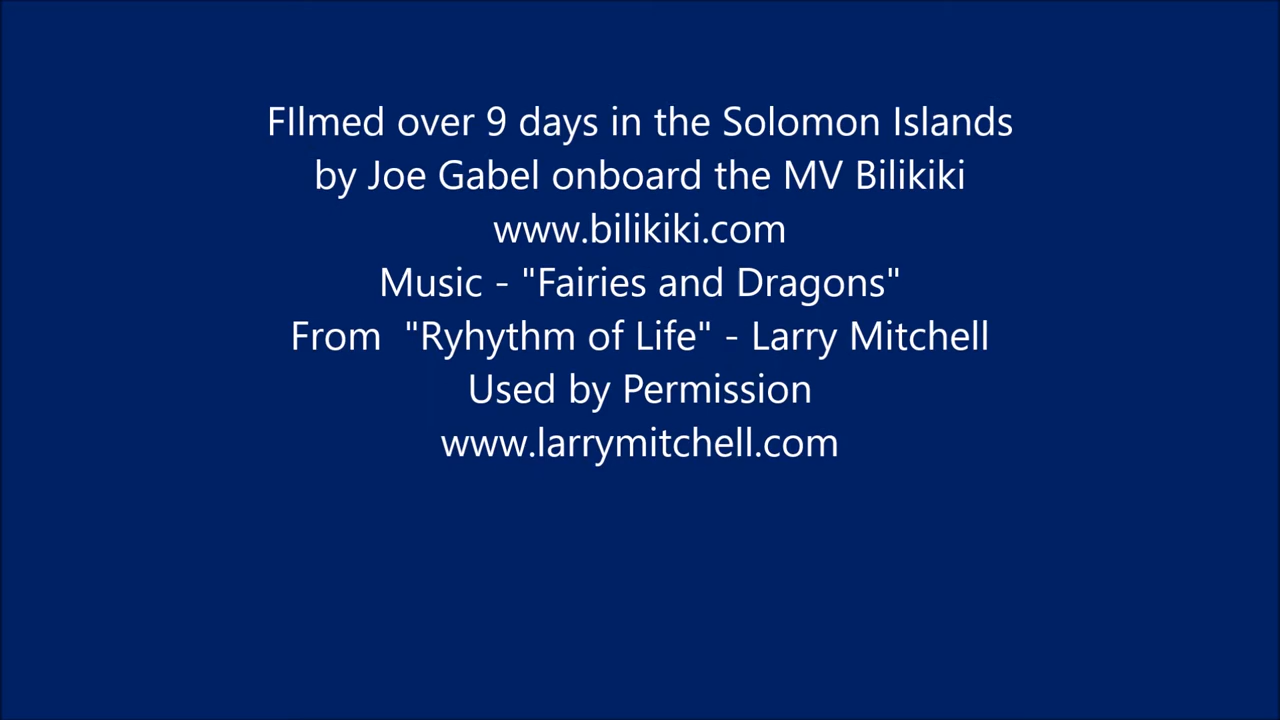 FIlmed over 9 days in the Solomon Islands
by Joe Gabel onboard the MV Bilikiki
www.bilikiki.com
Music - "Fairies and Dragons"
From  "Ryhythm of Life" - Larry Mitchell
Used by Permission
www.larrymitchell.com